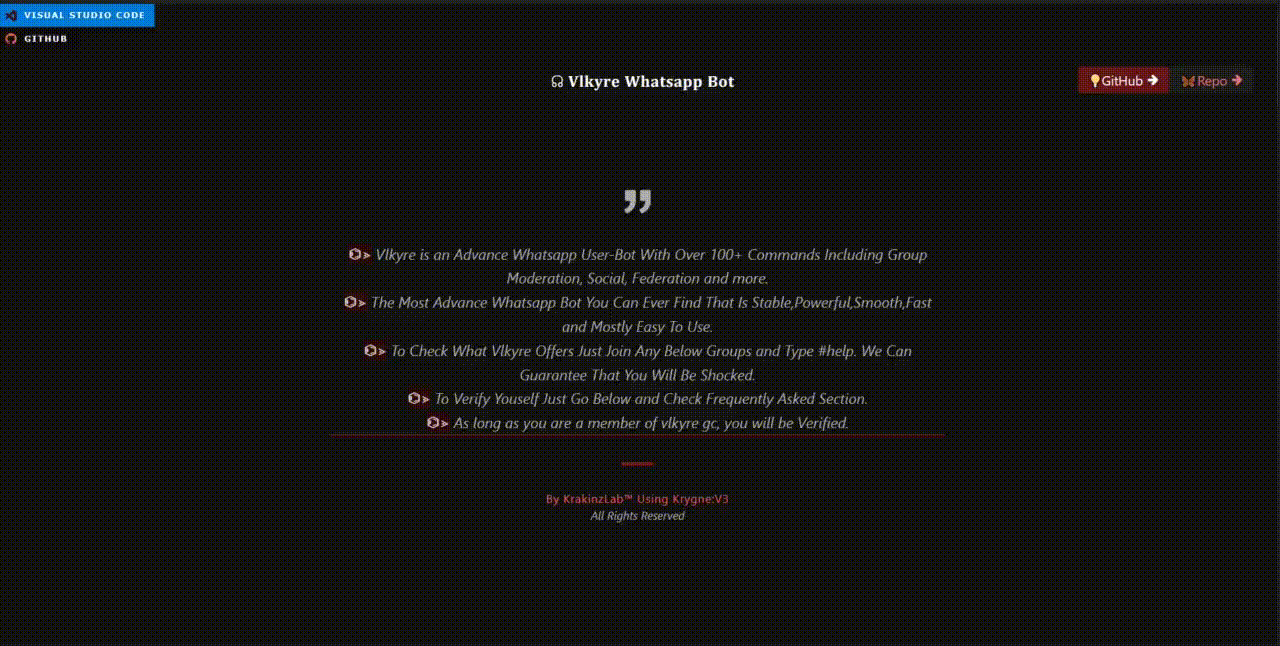 VISUAL STUDIO CODE
GITHUB
Vlkyre Whatsapp Bot
GitHub
Repo
Vlkyre is an Advance Whatsapp User-Bot With Over 100+ Commands Including Group
Moderation, Social, Federation and more.
The Most Advance Whatsapp Bot You Can Ever Find That Is Stable,Powerful,Smooth,Fast
and Mostly Easy To Use.
To Check What Vlkyre Offers Just Join Any Below Groups and Type #help. We Can
Guarantee That You Will Be Shocked.
To Verify Youself Just Go Below and Check Frequently Asked Section.
As long as you are a member of vlkyre gc, you will be Verified.
By KrakinzLab™ Using Krygne:V3
All Rights Reserved